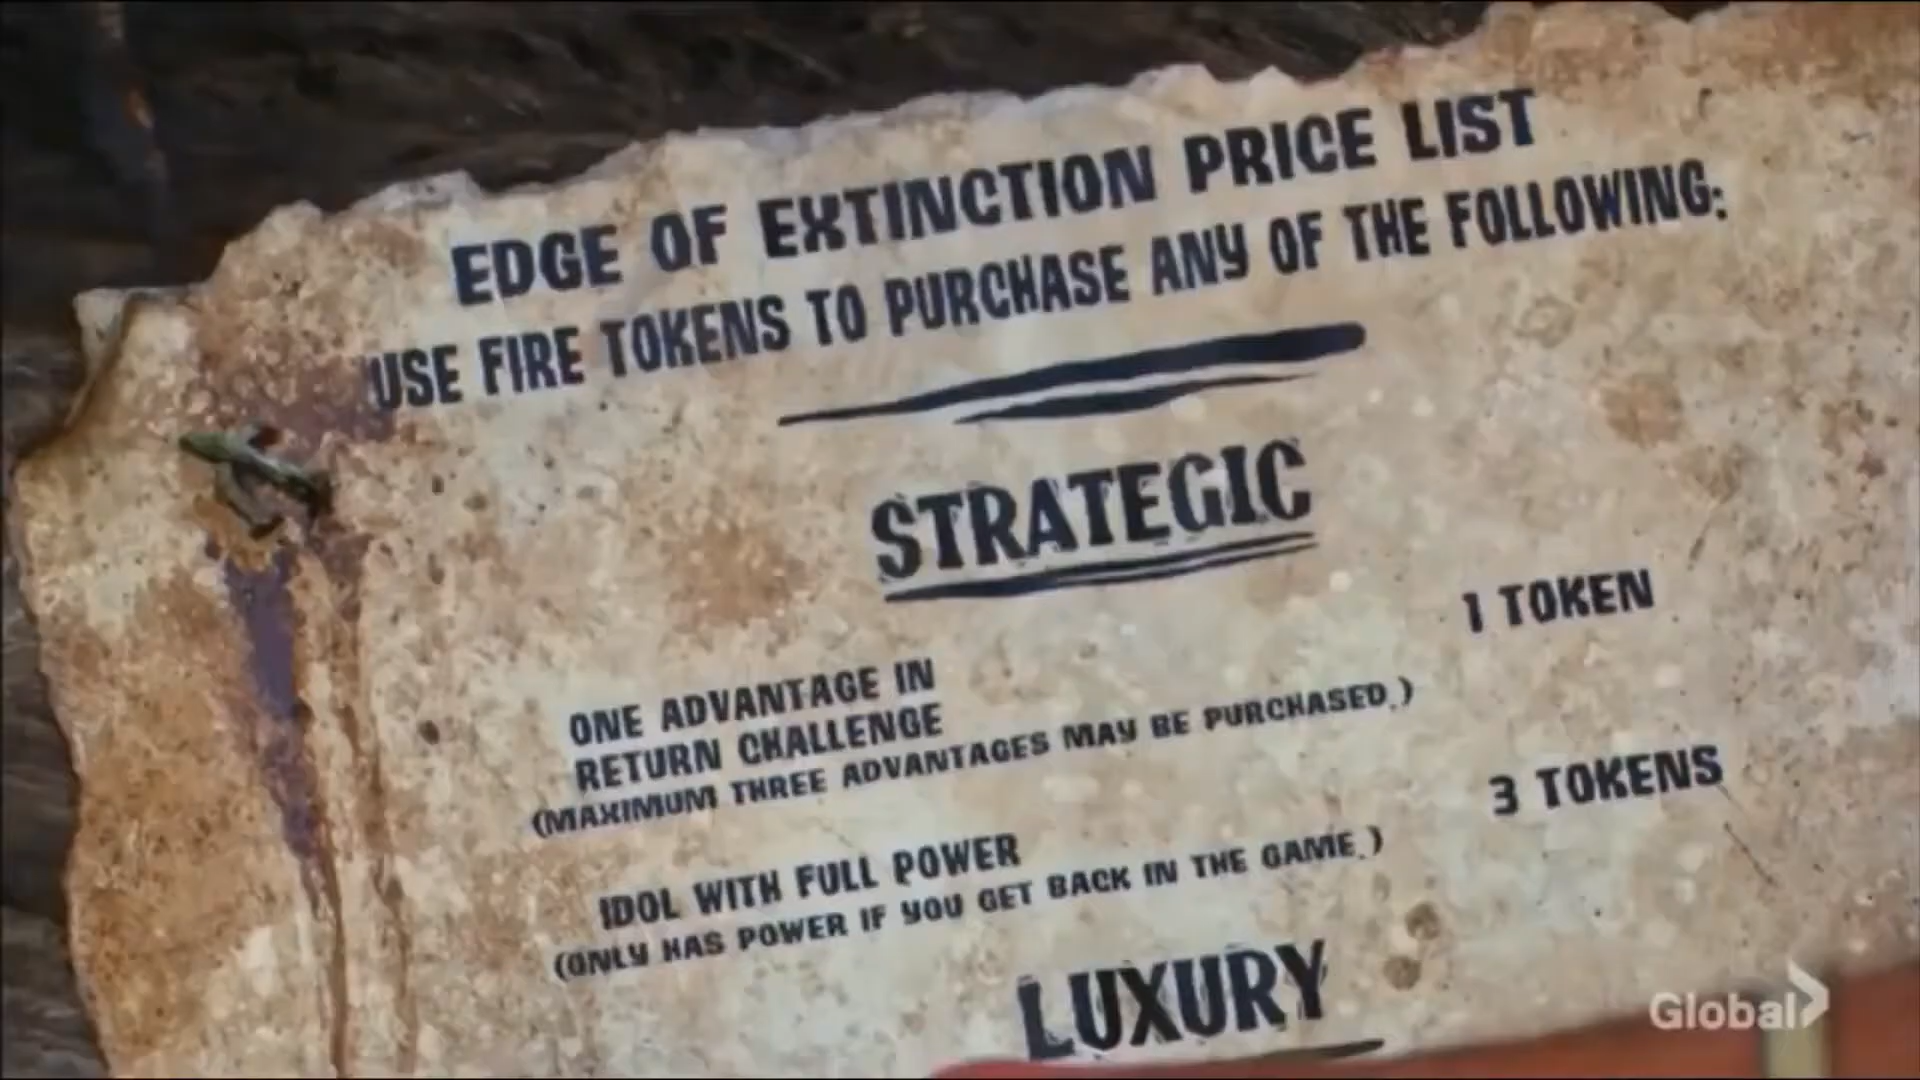 EDGE OF EXTINCTION PRICE LIST
USE FIRE TOKENS TO PURCHASE ANY OF THE FOLLOWING:
STRATEGIC
1 TOKEN
ONE ADVANTAGE IN
RETURN CHALLENGE
(MAXIMUM THREE ADVANTAGES MAY BE PURCHASED.)
3 TOKENS
IDOL WITH FULL POWER
(ONLY HAS POWER IF YOU GET BACK IN THE GAME.)
LUXURY
Global